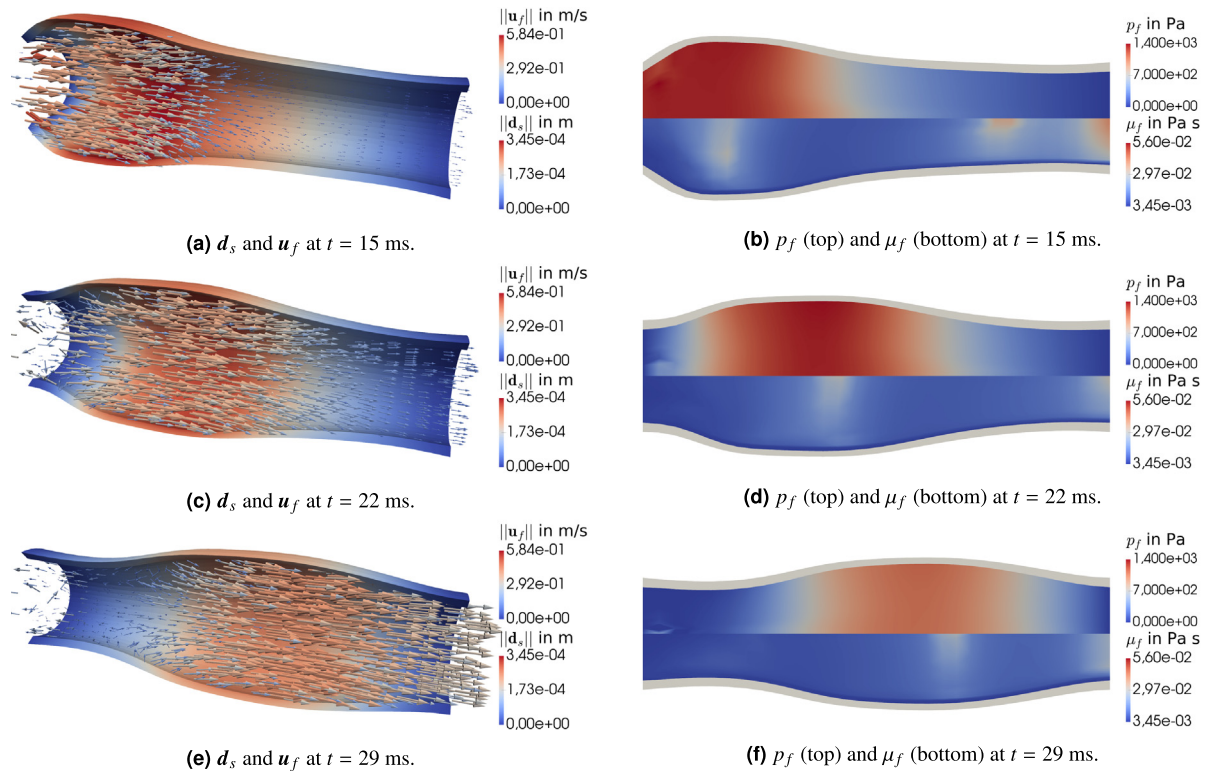 ||u_f|| in m/s
5,84e-01
2,92e-01
0,00e+00
||d_s|| in m
3,45e-04
1,73e-04
0,00e+00
(a) d_s and u_f at t = 15 ms.
p_f in Pa
1,400e+03
7,000e+02
0,000e+00
μ_f in Pa s
5,60e-02
2,97e-02
3,45e-03
(b) p_f (top) and μ_f (bottom) at t = 15 ms.
||u_f|| in m/s
5,84e-01
2,92e-01
0,00e+00
||d_s|| in m
3,45e-04
1,73e-04
0,00e+00
(c) d_s and u_f at t = 22 ms.
p_f in Pa
1,400e+03
7,000e+02
0,000e+00
μ_f in Pa s
5,60e-02
2,97e-02
3,45e-03
(d) p_f (top) and μ_f (bottom) at t = 22 ms.
||u_f|| in m/s
5,84e-01
2,92e-01
0,00e+00
||d_s|| in m
3,45e-04
1,73e-04
0,00e+00
(e) d_s and u_f at t = 29 ms.
p_f in Pa
1,400e+03
7,000e+02
0,000e+00
μ_f in Pa s
5,60e-02
2,97e-02
3,45e-03
(f) p_f (top) and μ_f (bottom) at t = 29 ms.